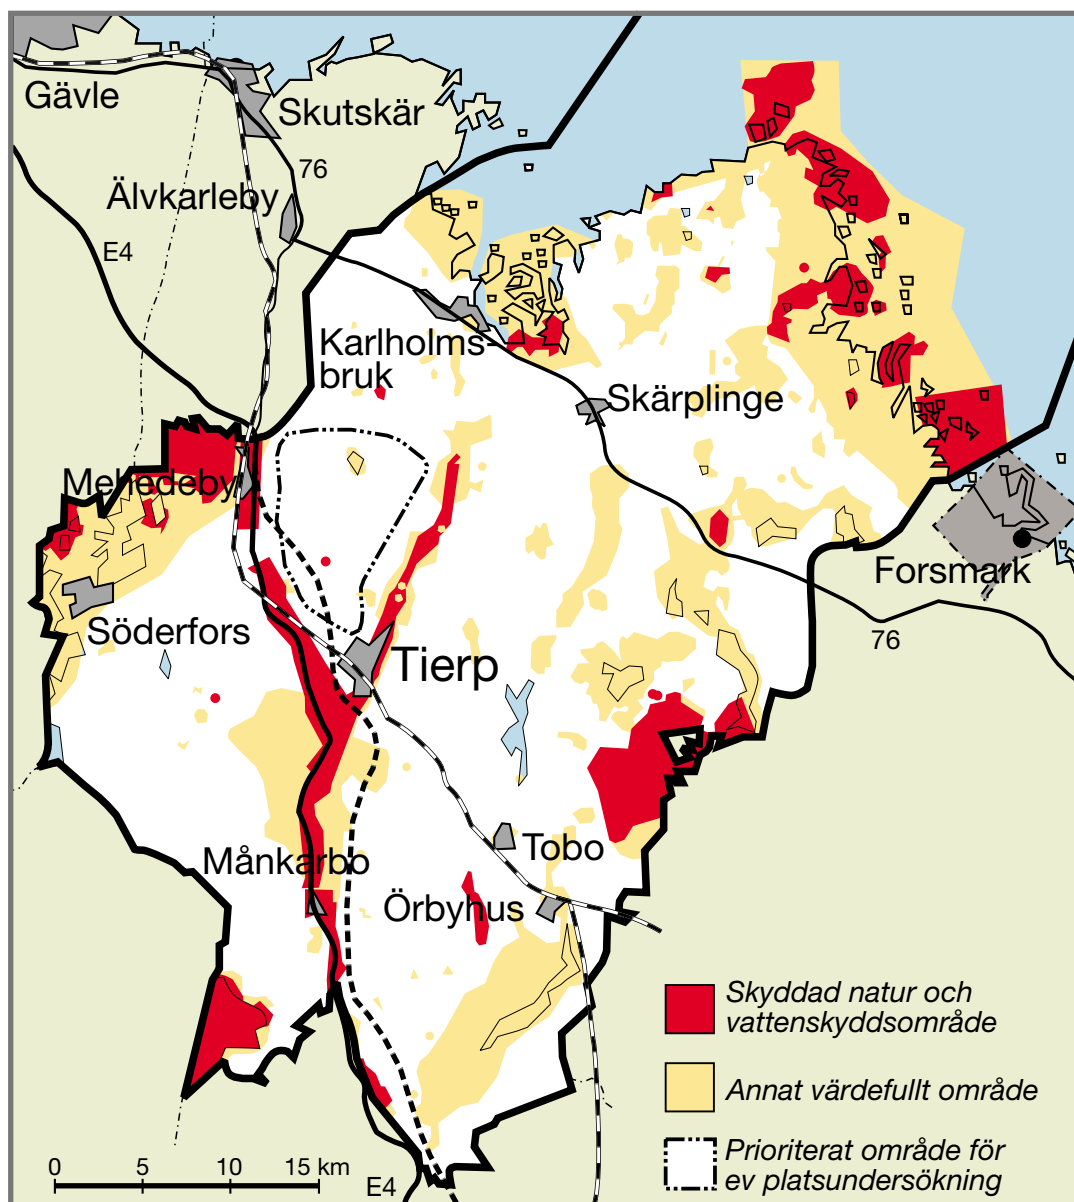 Gävle
Skutskär
76
Älvkarleby
E4
Karlholms-
bruk
Skärplinge
Mehedeby
Forsmark
Söderfors
76
Tierp
Tobo
Månkarbo
Örbyhus
Skyddad natur och
vattenskyddsområde
Annat värdefullt område
Prioriterat område för
ev platsundersökning
0 5 10 15 km
E4